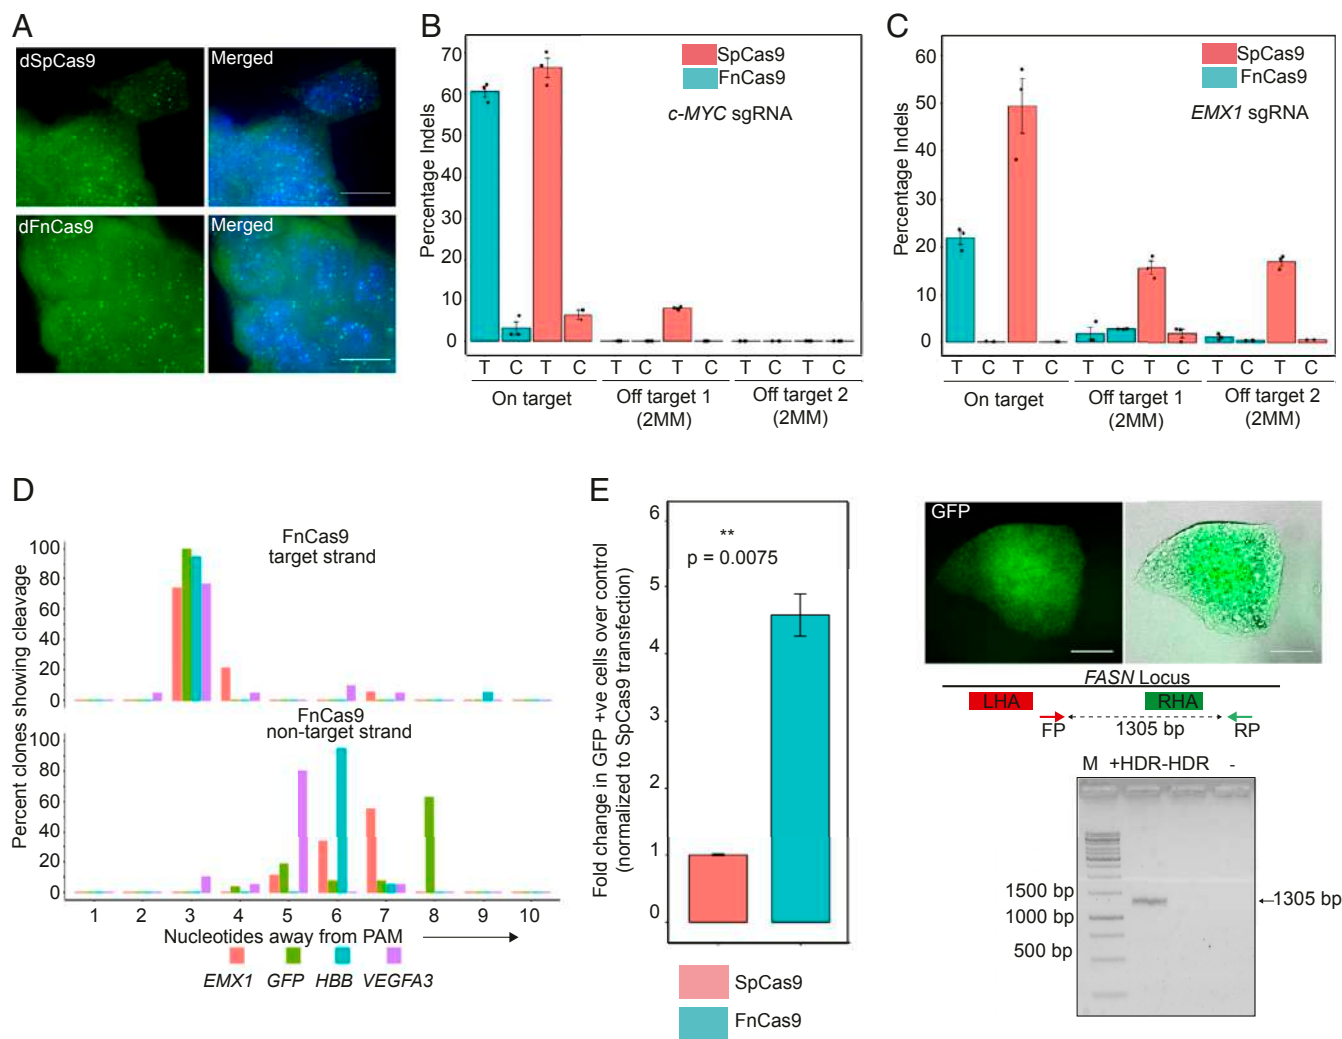 A
dSpCas9
Merged
dFnCas9
Merged
B
Percentage Indels
70
60
50
40
30
20
10
0
SpCas9
FnCas9
c-MYC sgRNA
T C T C T C T C T C T C
On target
Off target 1
(2MM)
Off target 2
(2MM)
C
Percentage Indels
60
50
40
30
20
10
0
SpCas9
FnCas9
EMX1 sgRNA
T C T C T C T C T C T C
On target
Off target 1
(2MM)
Off target 2
(2MM)
D
Percent clones showing cleavage
FnCas9
target strand
100
80
60
40
20
0
FnCas9
non-target strand
100
80
60
40
20
0
1 2 3 4 5 6 7 8 9 10
Nucleotides away from PAM
EMX1 GFP HBB VEGFA3
E
Fold change in GFP +ve cells over control
(normalized to SpCas9 transfection)
6
5
4
3
2
1
0
**
p = 0.0075
SpCas9
FnCas9
GFP
FASN Locus
LHA
RHA
FP
1305 bp
RP
M +HDR-HDR -
1500 bp
1000 bp
500 bp
1305 bp